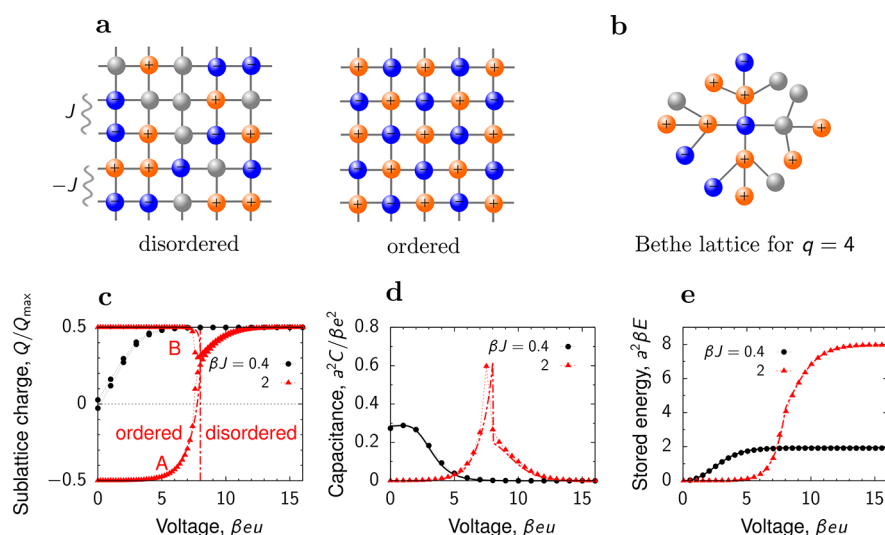 a
b
J
−J
disordered
ordered
Bethe lattice for q = 4
c
d
e
Sublattice charge, Q/Qmax
0.5
0
−0.5
B
A
βJ = 0.4
2
ordered
disordered
0
5
10
15
Voltage, βeu
Capacitance, a²C/βe²
0.8
0.6
0.4
0.2
0
βJ = 0.4
2
0
5
10
15
Voltage, βeu
Stored energy, a²βE
10
8
6
4
2
0
βJ = 0.4
2
0
5
10
15
Voltage, βeu